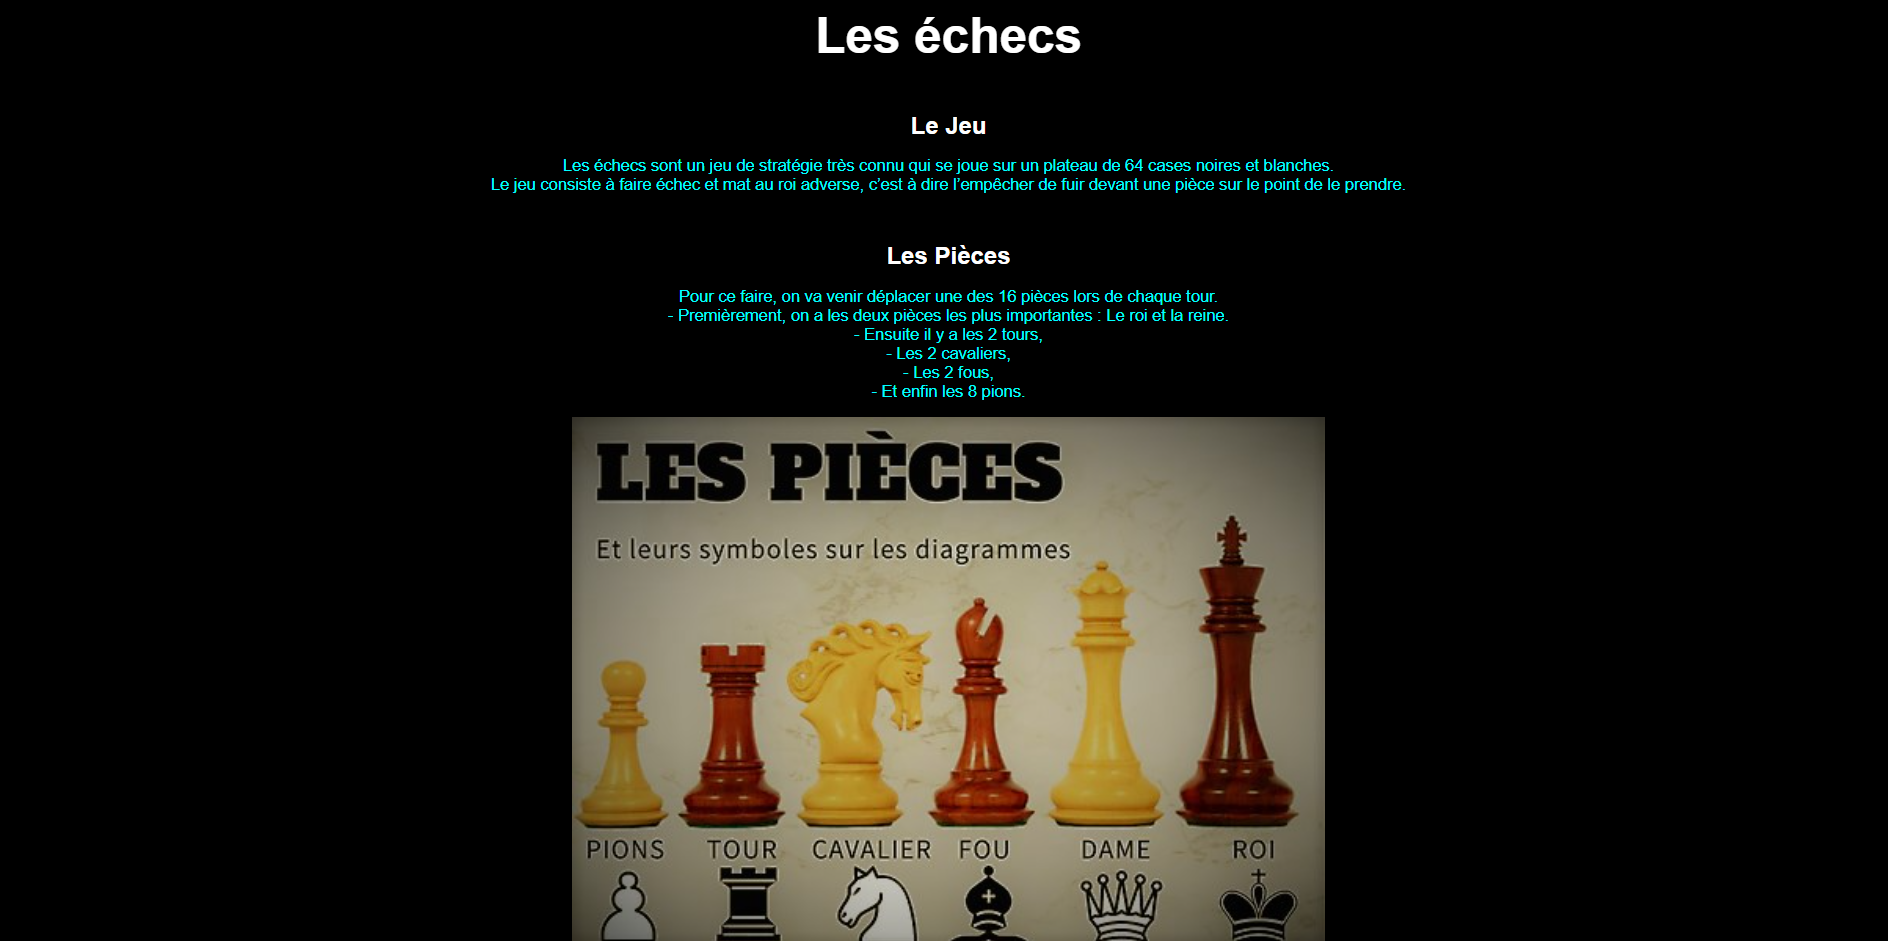 Les échecs
Le Jeu
Les échecs sont un jeu de stratégie très connu qui se joue sur un plateau de 64 cases noires et blanches.
Le jeu consiste à faire échec et mat au roi adverse, c’est à dire l’empêcher de fuir devant une pièce sur le point de le prendre.
Les Pièces
Pour ce faire, on va venir déplacer une des 16 pièces lors de chaque tour.
- Premièrement, on a les deux pièces les plus importantes : Le roi et la reine.
- Ensuite il y a les 2 tours,
- Les 2 cavaliers,
- Les 2 fous,
- Et enfin les 8 pions.
LES PIÈCES
Et leurs symboles sur les diagrammes
PIONS TOUR CAVALIER FOU DAME ROI